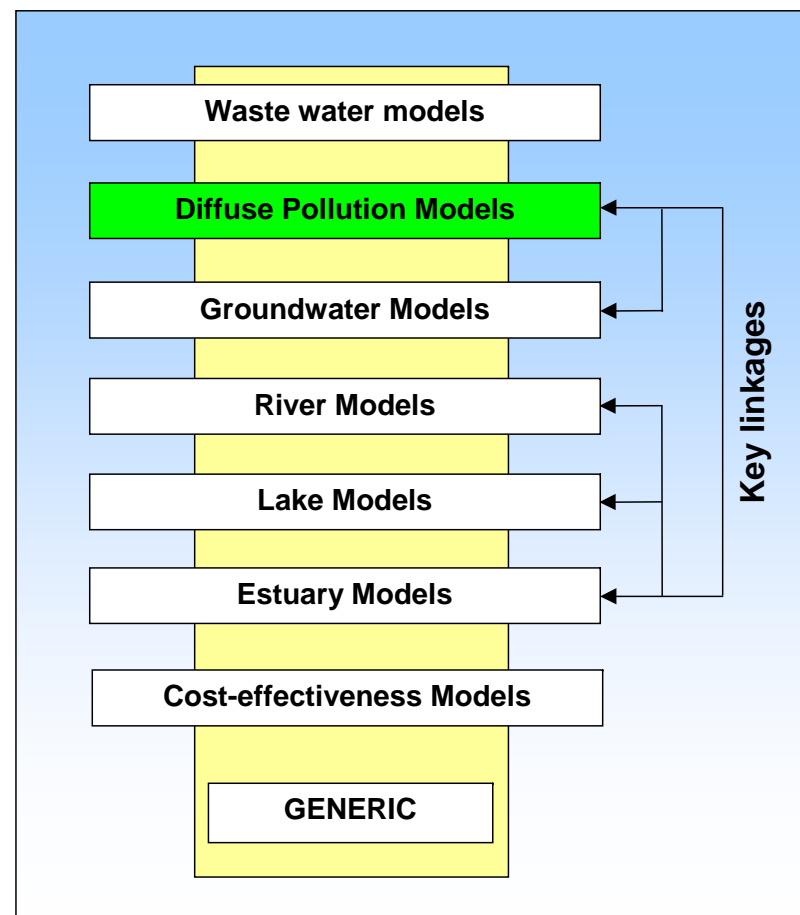 Waste water models
Diffuse Pollution Models
Groundwater Models
River Models
Lake Models
Estuary Models
Cost-effectiveness Models
GENERIC
Key linkages